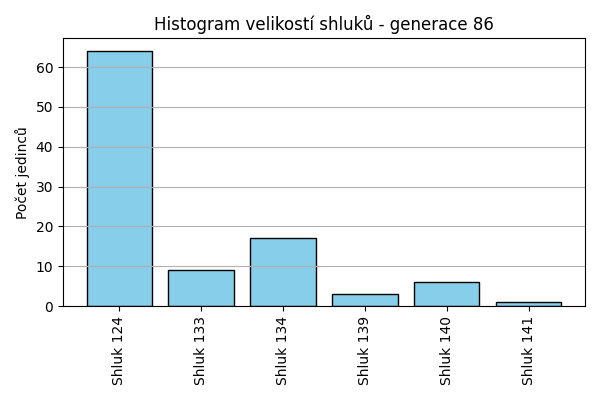 Histogram velikostí shluků - generace 86
Počet jedinců
60
50
40
30
20
10
0
Shluk 124
Shluk 133
Shluk 134
Shluk 139
Shluk 140
Shluk 141